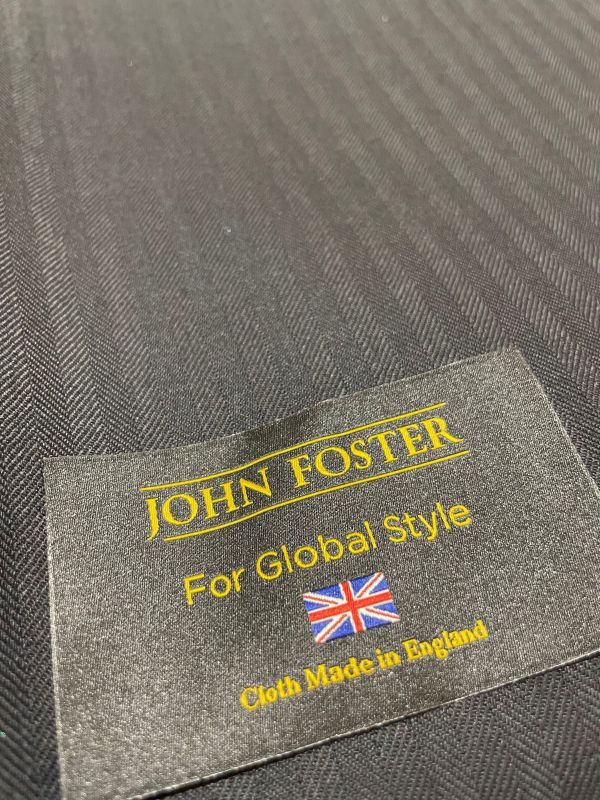 JOHN FOSTER
For Global Style
Cloth Made in England